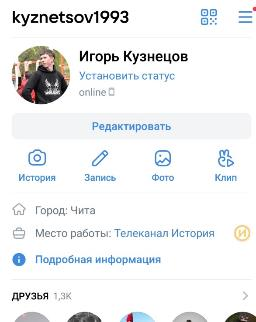 kyznetsov1993
Игорь Кузнецов
Установить статус
online
Редактировать
История Запись Фото Клип
Город: Чита
Место работы: Телеканал История
Подробная информация
ДРУЗЬЯ 1,3K